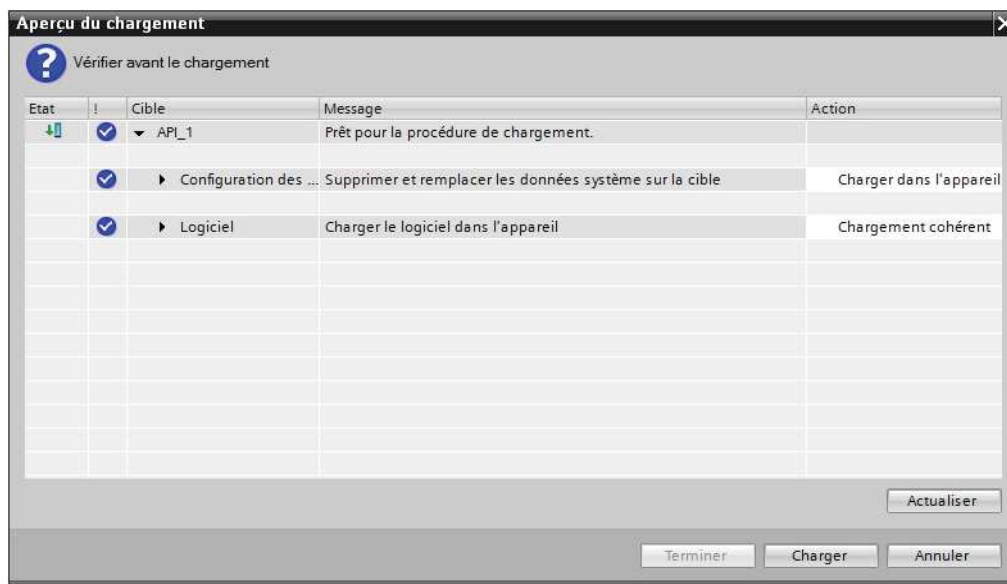 Aperçu du chargement
Vérifier avant le chargement
Etat ! Cible Message Action
API_1 Prêt pour la procédure de chargement.
Configuration des ... Supprimer et remplacer les données système sur la cible Charger dans l'appareil
Logiciel Charger le logiciel dans l'appareil Chargement cohérent
Actualiser
Terminer Charger Annuler